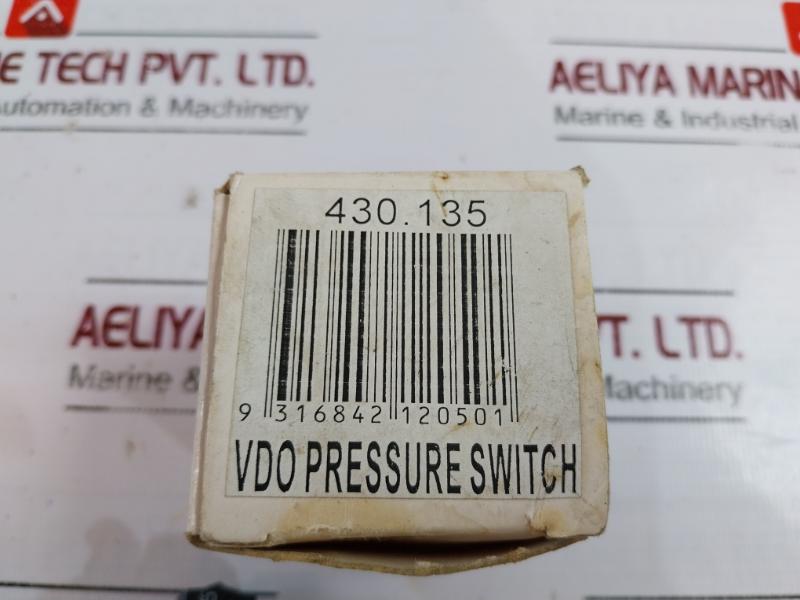 E TECH PVT. LTD.
Automation & Machinery
AELIYA MARIN
Marine & Industrial
430.135
9 316842 120501
VDO PRESSURE SWITCH
AELIYA
Marine &
PVT. LTD.
Machinery